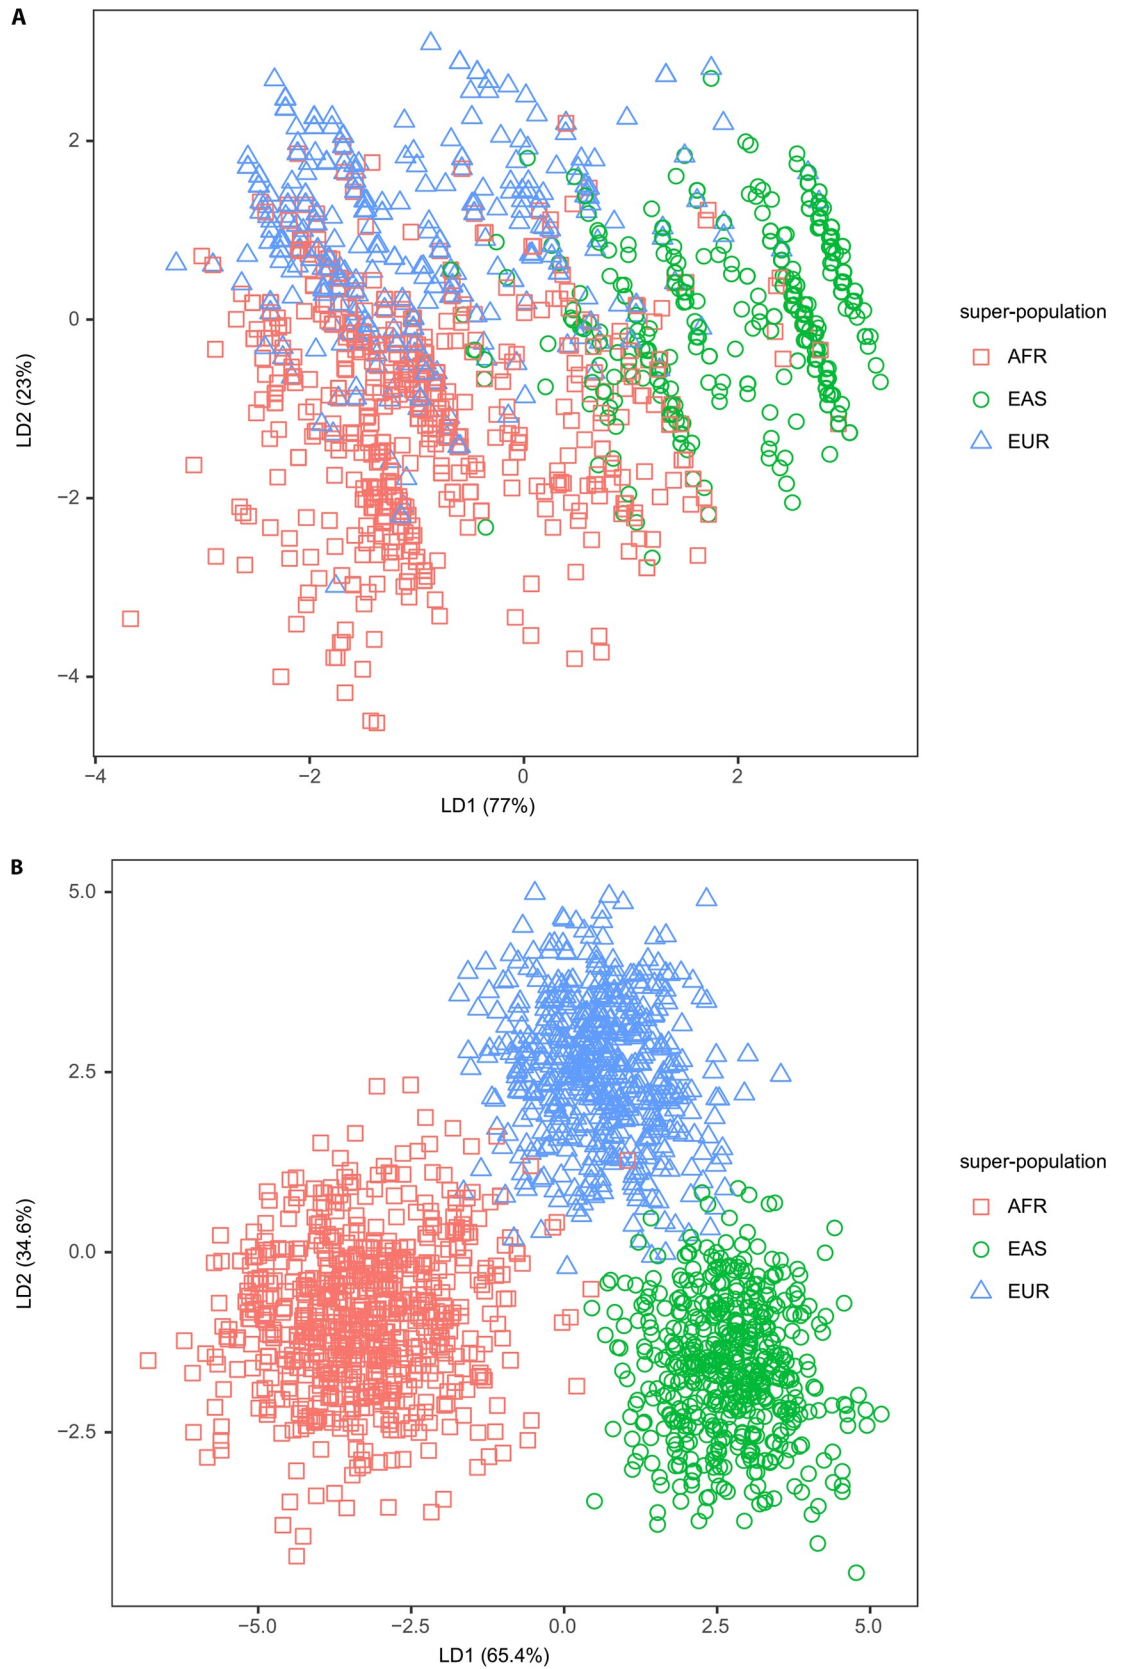 A
2
0
−2
−4
LD2 (23%)
−4
−2
0
2
LD1 (77%)
super-population
AFR
EAS
EUR
B
5.0
2.5
0.0
−2.5
LD2 (34.6%)
−5.0
−2.5
0.0
2.5
5.0
LD1 (65.4%)
super-population
AFR
EAS
EUR